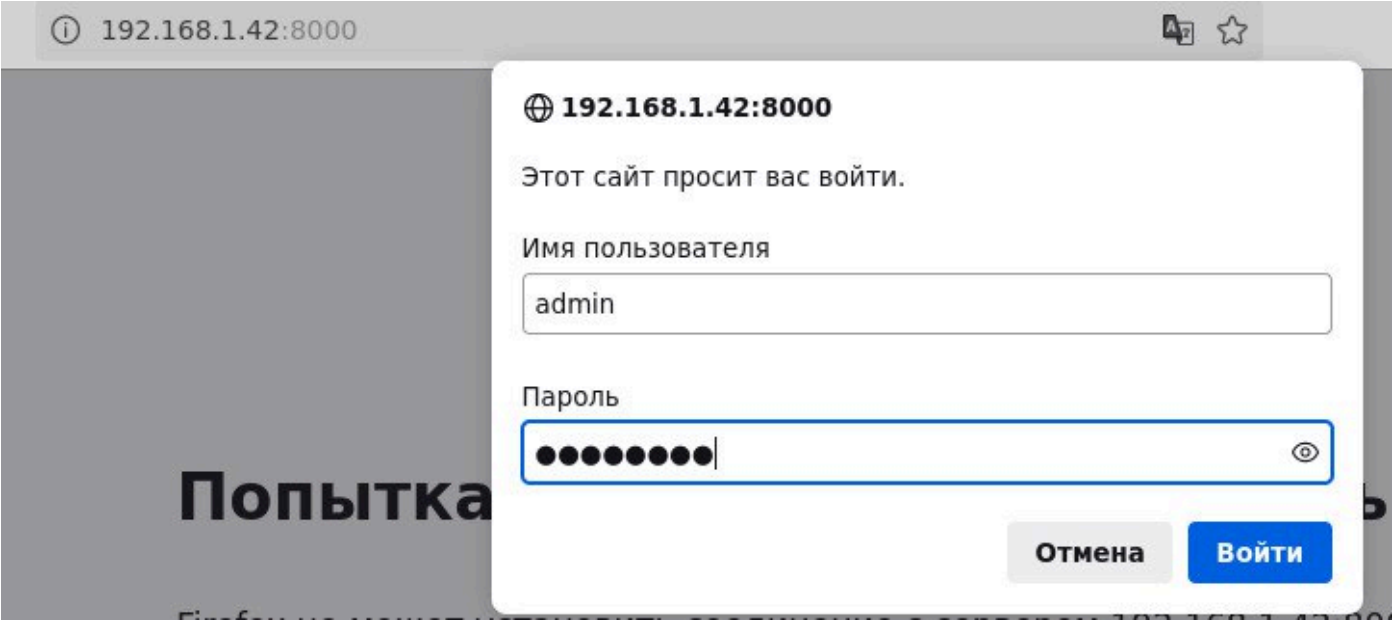 192.168.1.42:8000
192.168.1.42:8000
Этот сайт просит вас войти.
Имя пользователя
admin
Пароль
●●●●●●●●
Попытка
Отмена
Войти